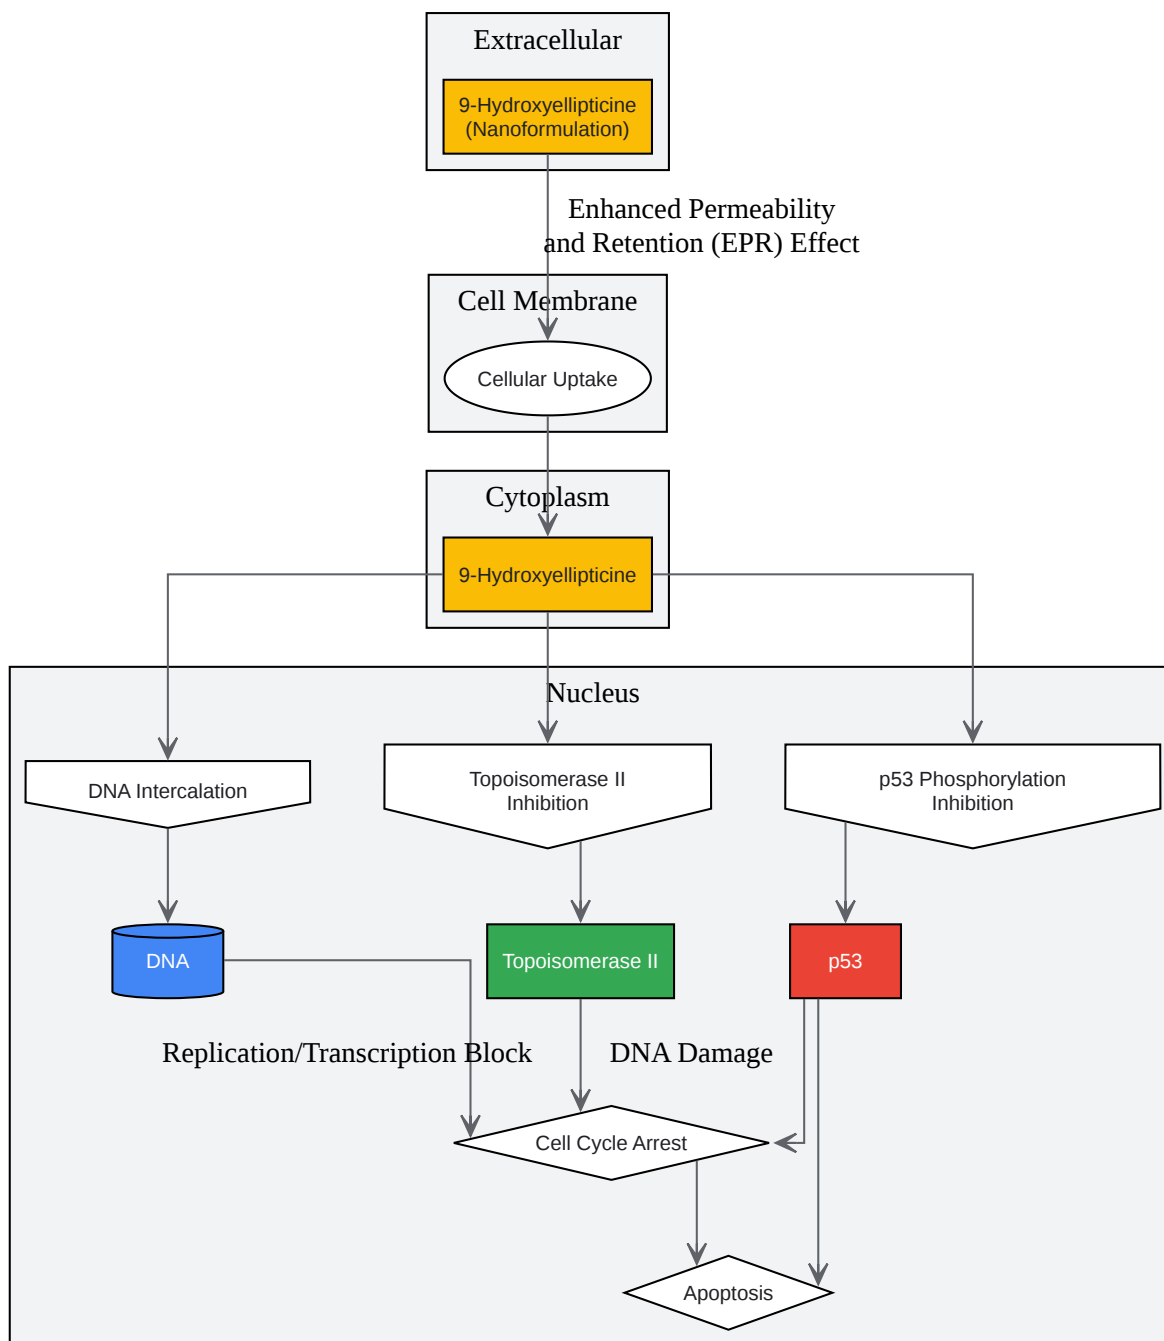 Extracellular
9-Hydroxyellipticine
(Nanoformulation)
Enhanced Permeability
and Retention (EPR) Effect
Cell Membrane
Cellular Uptake
Cytoplasm
9-Hydroxyellipticine
Nucleus
DNA Intercalation
Topoisomerase II
Inhibition
p53 Phosphorylation
Inhibition
DNA
Topoisomerase II
p53
Replication/Transcription Block
DNA Damage
Cell Cycle Arrest
Apoptosis